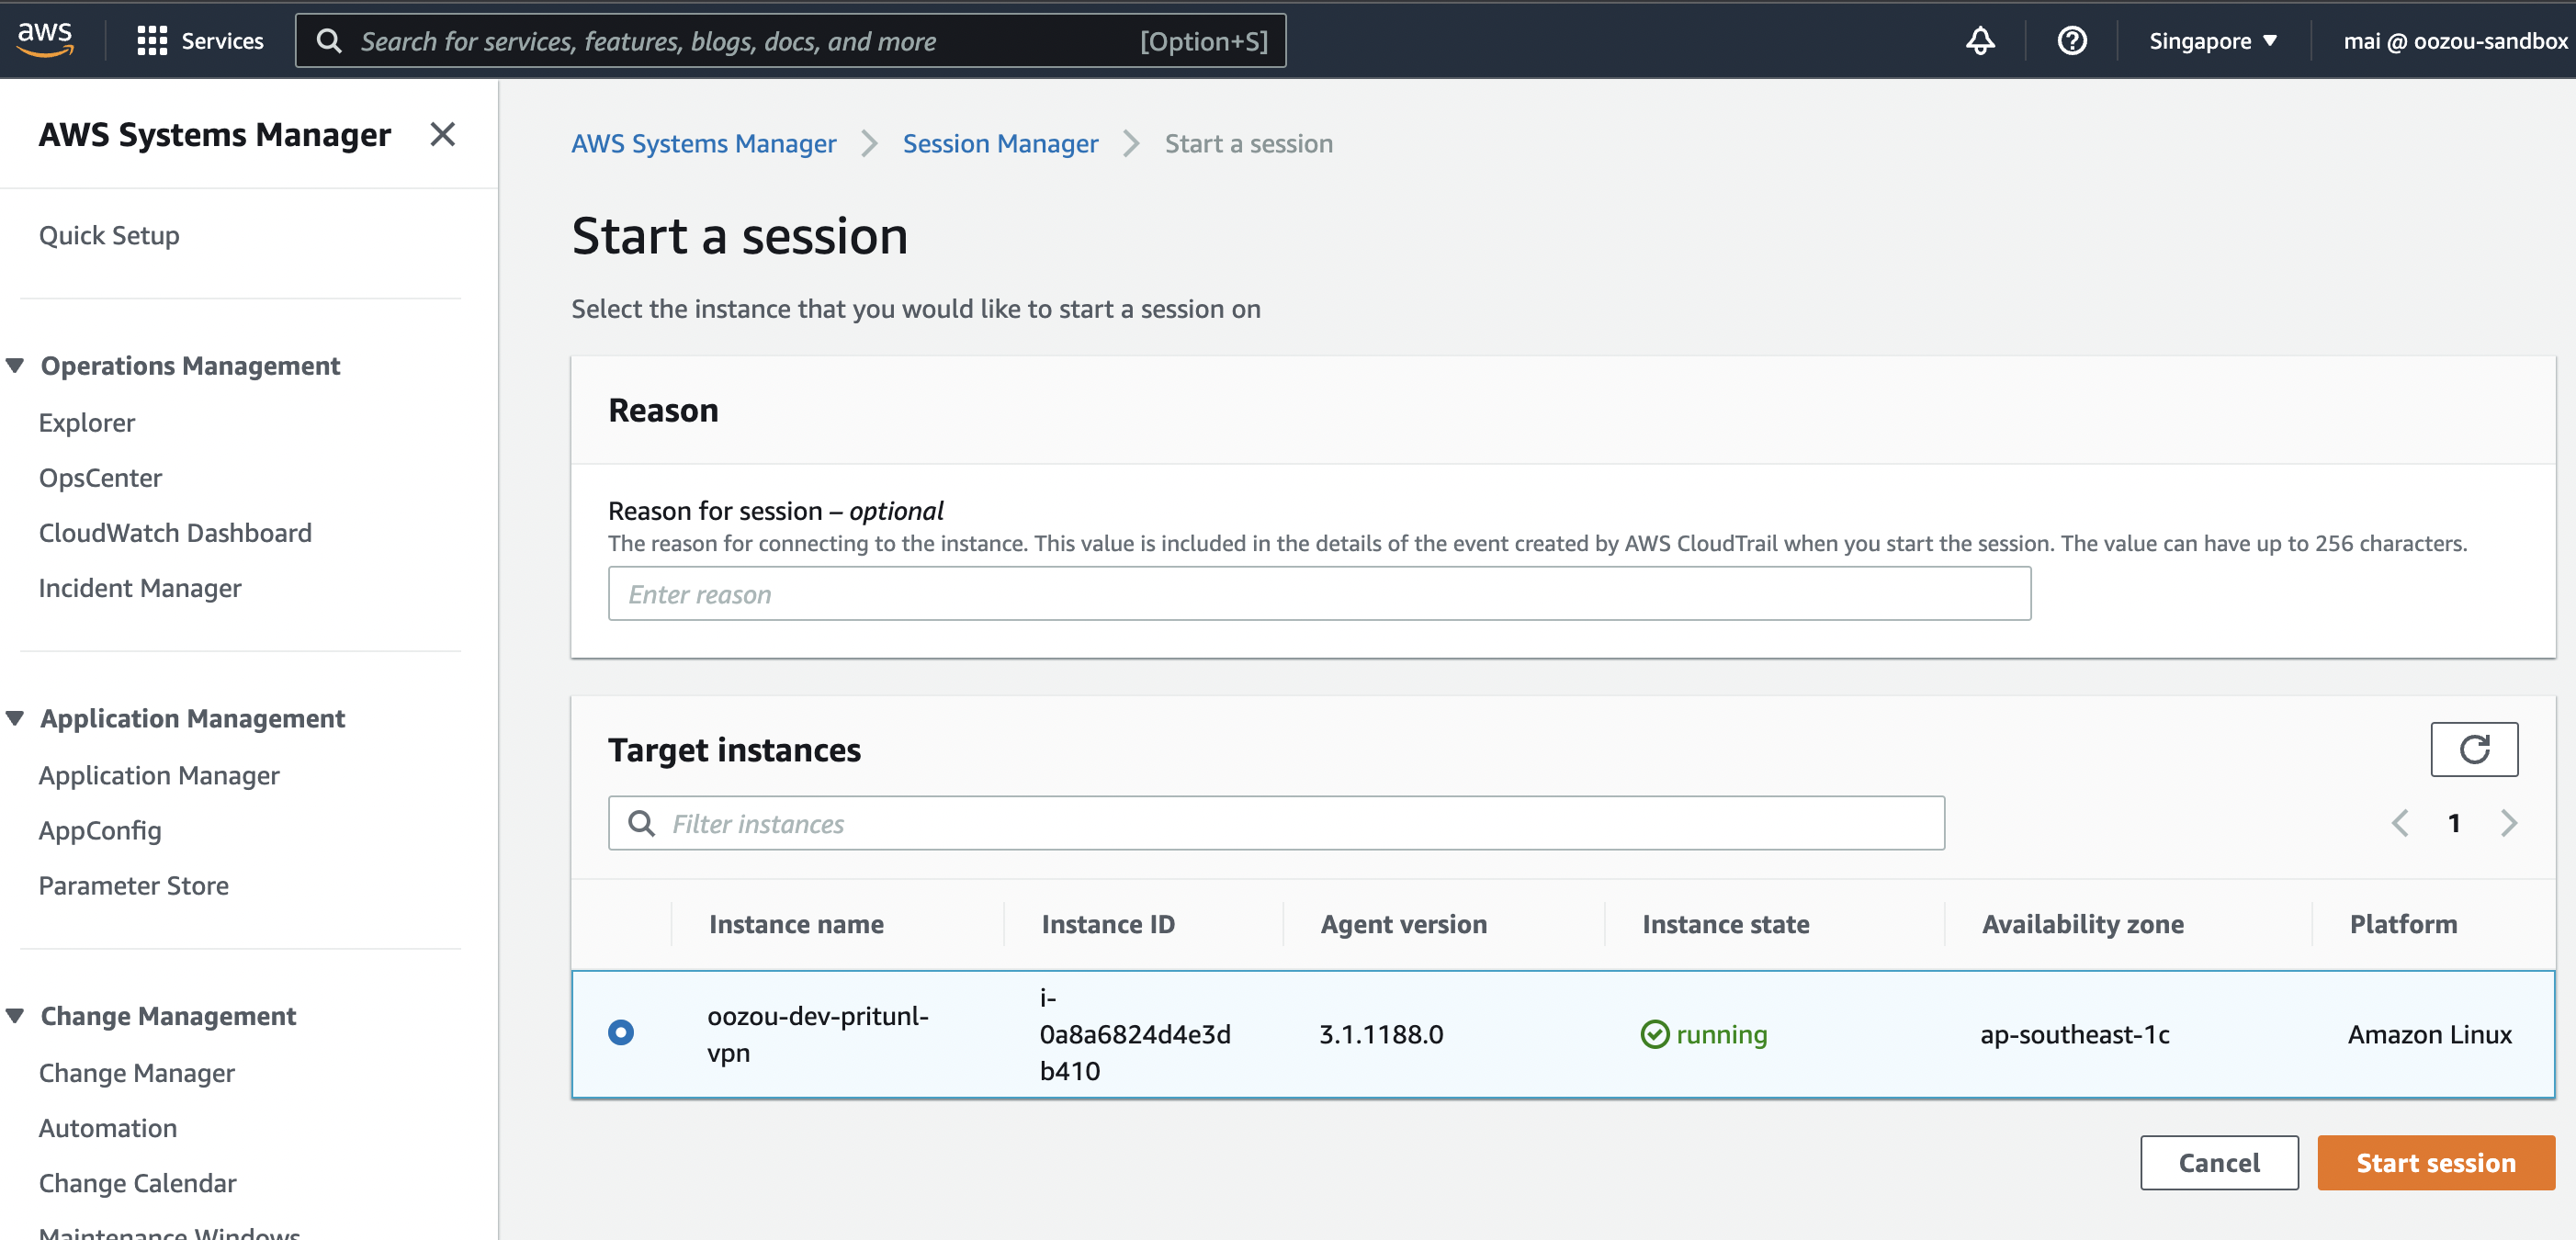 aws
Services
Search for services, features, blogs, docs, and more
[Option+S]
Singapore ▼
mai @ oozou-sandbox
AWS Systems Manager
Quick Setup
Operations Management
Explorer
OpsCenter
CloudWatch Dashboard
Incident Manager
Application Management
Application Manager
AppConfig
Parameter Store
Change Management
Change Manager
Automation
Change Calendar
Maintenance Windows
AWS Systems Manager
Session Manager
Start a session
Start a session
Select the instance that you would like to start a session on
Reason
Reason for session – optional
The reason for connecting to the instance. This value is included in the details of the event created by AWS CloudTrail when you start the session. The value can have up to 256 characters.
Enter reason
Target instances
Filter instances
1
Instance name
Instance ID
Agent version
Instance state
Availability zone
Platform
oozou-dev-pritunl-
vpn
i-
0a8a6824d4e3d
b410
3.1.1188.0
running
ap-southeast-1c
Amazon Linux
Cancel
Start session